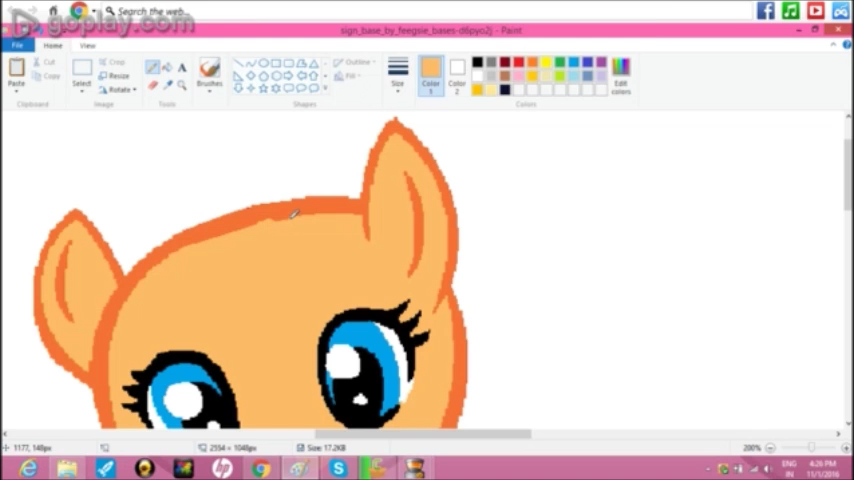 goplay.com
Search the web
sign_base_by_feegsie_bases-d6pyo2j - Paint
File
Home
View
Paste
Cut
Copy
Clipboard
Select
Crop
Resize
Rotate
Image
Tools
Brushes
Shapes
Outline
Fill
Size
Color
1
Color
2
Edit
colors
Colors
1177, 148px
2554 × 1048px
Size: 17.2KB
200%
ENG
IN
4:26 PM
11/1/2016